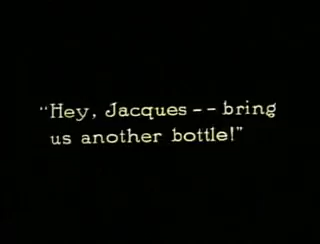 "Hey, Jacques -- bring
us another bottle!"